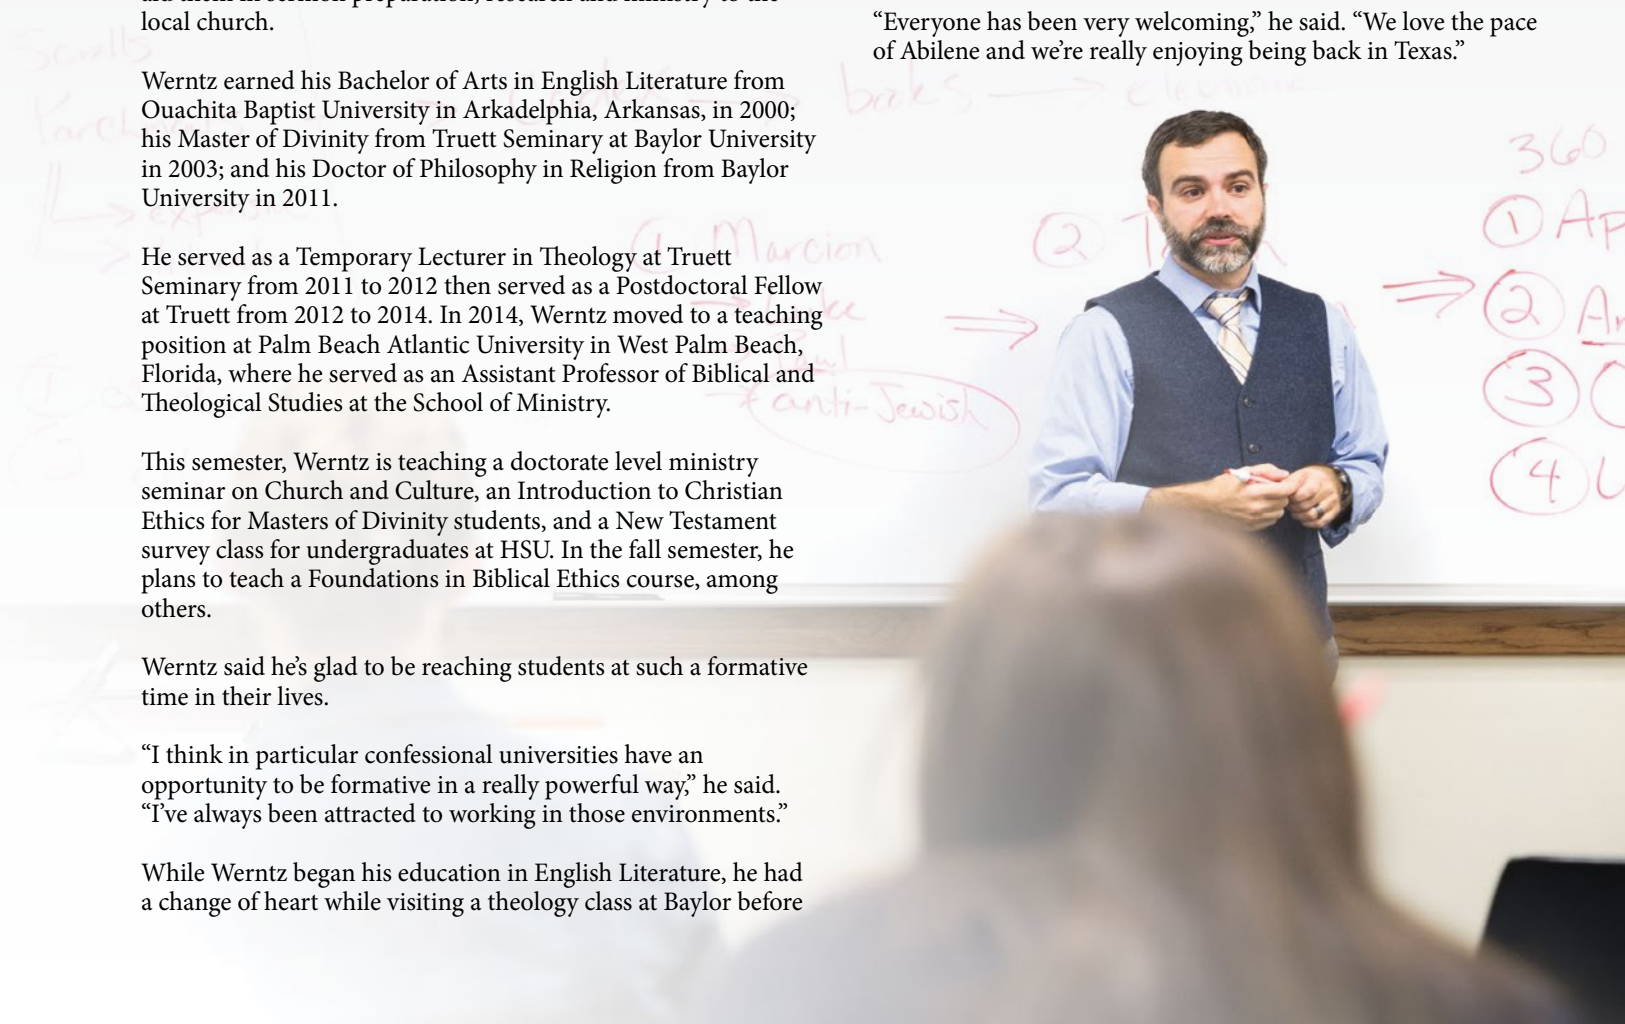 local church.
Werntz earned his Bachelor of Arts in English Literature from
Ouachita Baptist University in Arkadelphia, Arkansas, in 2000;
his Master of Divinity from Truett Seminary at Baylor University
in 2003; and his Doctor of Philosophy in Religion from Baylor
University in 2011.
He served as a Temporary Lecturer in Theology at Truett
Seminary from 2011 to 2012 then served as a Postdoctoral Fellow
at Truett from 2012 to 2014. In 2014, Werntz moved to a teaching
position at Palm Beach Atlantic University in West Palm Beach,
Florida, where he served as an Assistant Professor of Biblical and
Theological Studies at the School of Ministry.
This semester, Werntz is teaching a doctorate level ministry
seminar on Church and Culture, an Introduction to Christian
Ethics for Masters of Divinity students, and a New Testament
survey class for undergraduates at HSU. In the fall semester, he
plans to teach a Foundations in Biblical Ethics course, among
others.
Werntz said he’s glad to be reaching students at such a formative
time in their lives.
“I think in particular confessional universities have an
opportunity to be formative in a really powerful way,” he said.
“I’ve always been attracted to working in those environments.”
While Werntz began his education in English Literature, he had
a change of heart while visiting a theology class at Baylor before
“Everyone has been very welcoming,” he said. “We love the pace
of Abilene and we’re really enjoying being back in Texas.”
Scrolls
books
① Marcion
②
Paul
anti-Jewish
360
① Ap
②
③
④